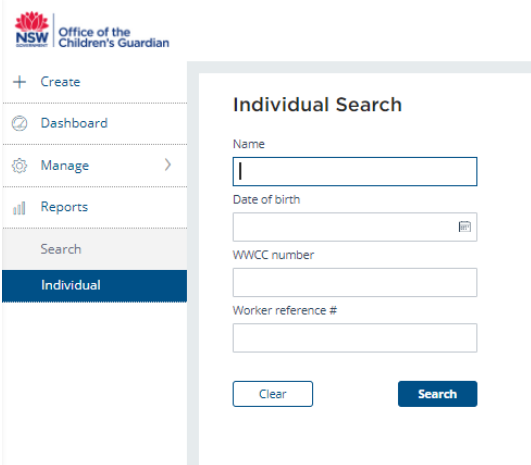 NSW
GOVERNMENT
Office of the
Children's Guardian
Create
Dashboard
Manage
Reports
Search
Individual
Individual Search
Name
Date of birth
WWCC number
Worker reference #
Clear
Search